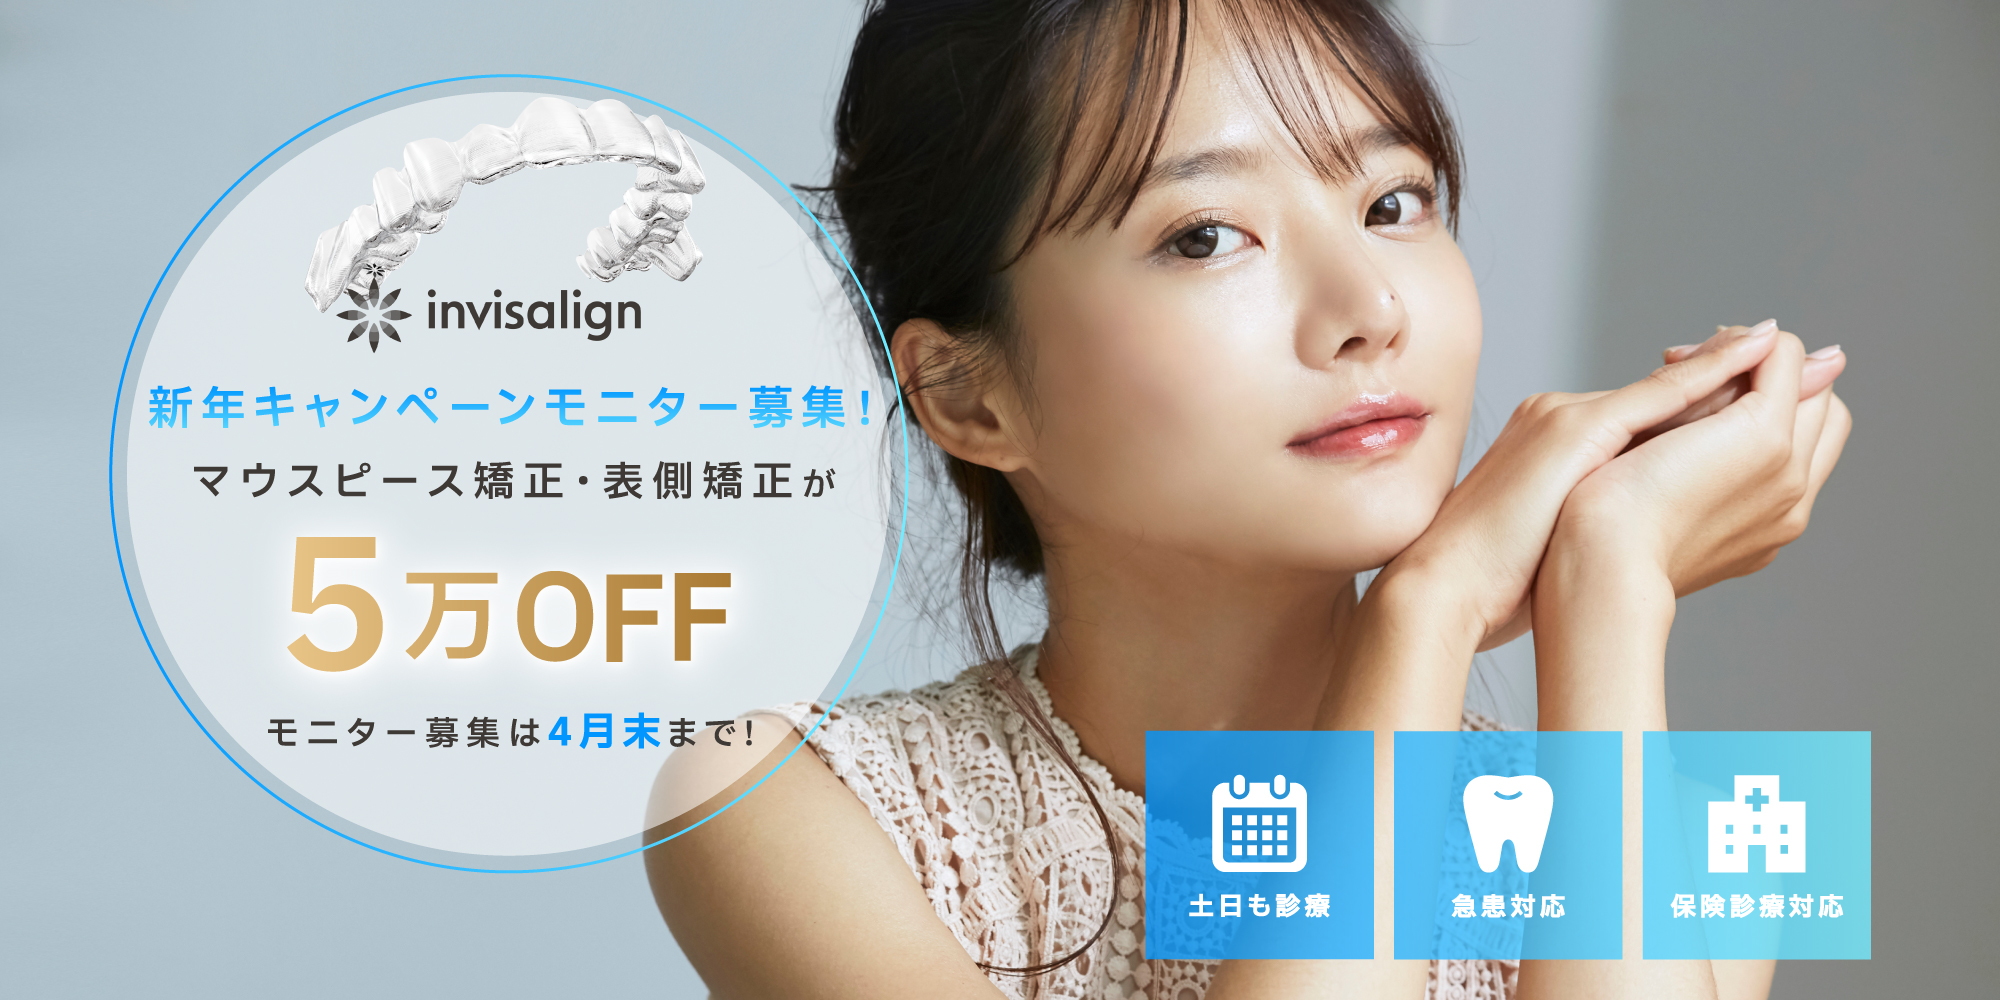 invisalign
新年キャンペーンモニター募集!
マウスピース矯正・表側矯正が
5万OFF
モニター募集は4月末まで!
土日も診療
急患対応
保険診療対応